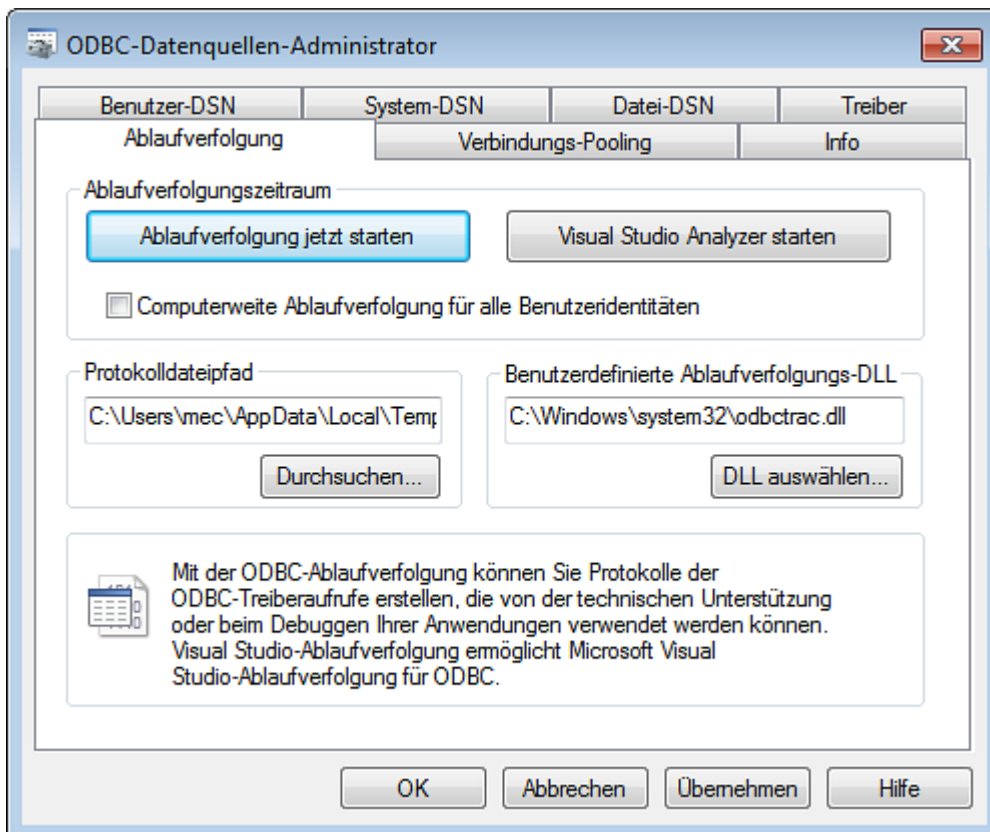 ODBC-Datenquellen-Administrator
Benutzer-DSN System-DSN Datei-DSN Treiber
Ablaufverfolgung Verbindungs-Pooling Info
Ablaufverfolgungszeitraum
Ablaufverfolgung jetzt starten Visual Studio Analyzer starten
Computerweite Ablaufverfolgung für alle Benutzeridentitäten
Protokolldateipfad
C:\Users\mec\AppData\Local\Temp
Durchsuchen...
Benutzerdefinierte Ablaufverfolgungs-DLL
C:\Windows\system32\odbctrac.dll
DLL auswählen...
Mit der ODBC-Ablaufverfolgung können Sie Protokolle der
ODBC-Treiberaufrufe erstellen, die von der technischen Unterstützung
oder beim Debuggen Ihrer Anwendungen verwendet werden können.
Visual Studio-Ablaufverfolgung ermöglicht Microsoft Visual
Studio-Ablaufverfolgung für ODBC.
OK Abbrechen Übernehmen Hilfe